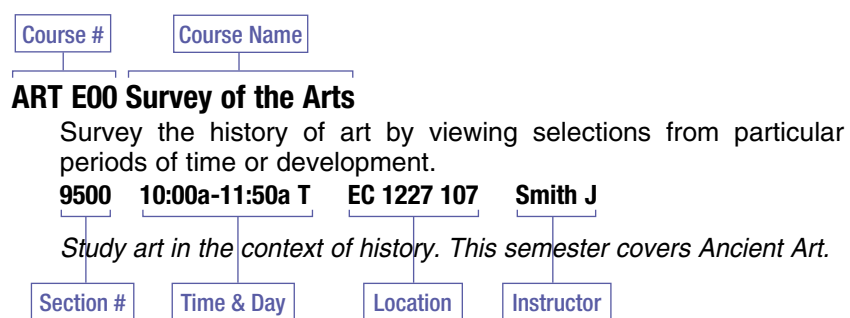 Course # Course Name
ART E00 Survey of the Arts
Survey the history of art by viewing selections from particular
periods of time or development.
9500 10:00a-11:50a T EC 1227 107 Smith J
Study art in the context of history. This semester covers Ancient Art.
Section # Time & Day Location Instructor